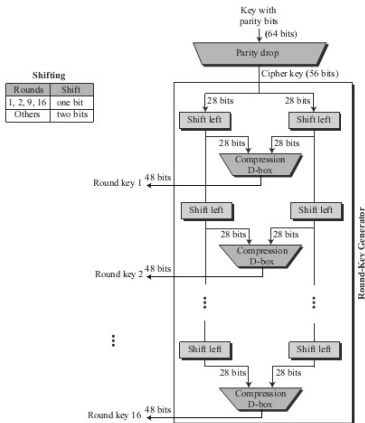 Key with
parity bits
(64 bits)
Parity drop
Cipher key (56 bits)
Shifting
Rounds Shift
1, 2, 9, 16 one bit
Others two bits
28 bits 28 bits
Shift left Shift left
28 bits 28 bits
Compression
D-box
Round key 1 48 bits
Shift left Shift left
28 bits 28 bits
Compression
D-box
Round key 2 48 bits
Round-Key Generator
Shift left Shift left
28 bits 28 bits
Compression
D-box
Round key 16 48 bits